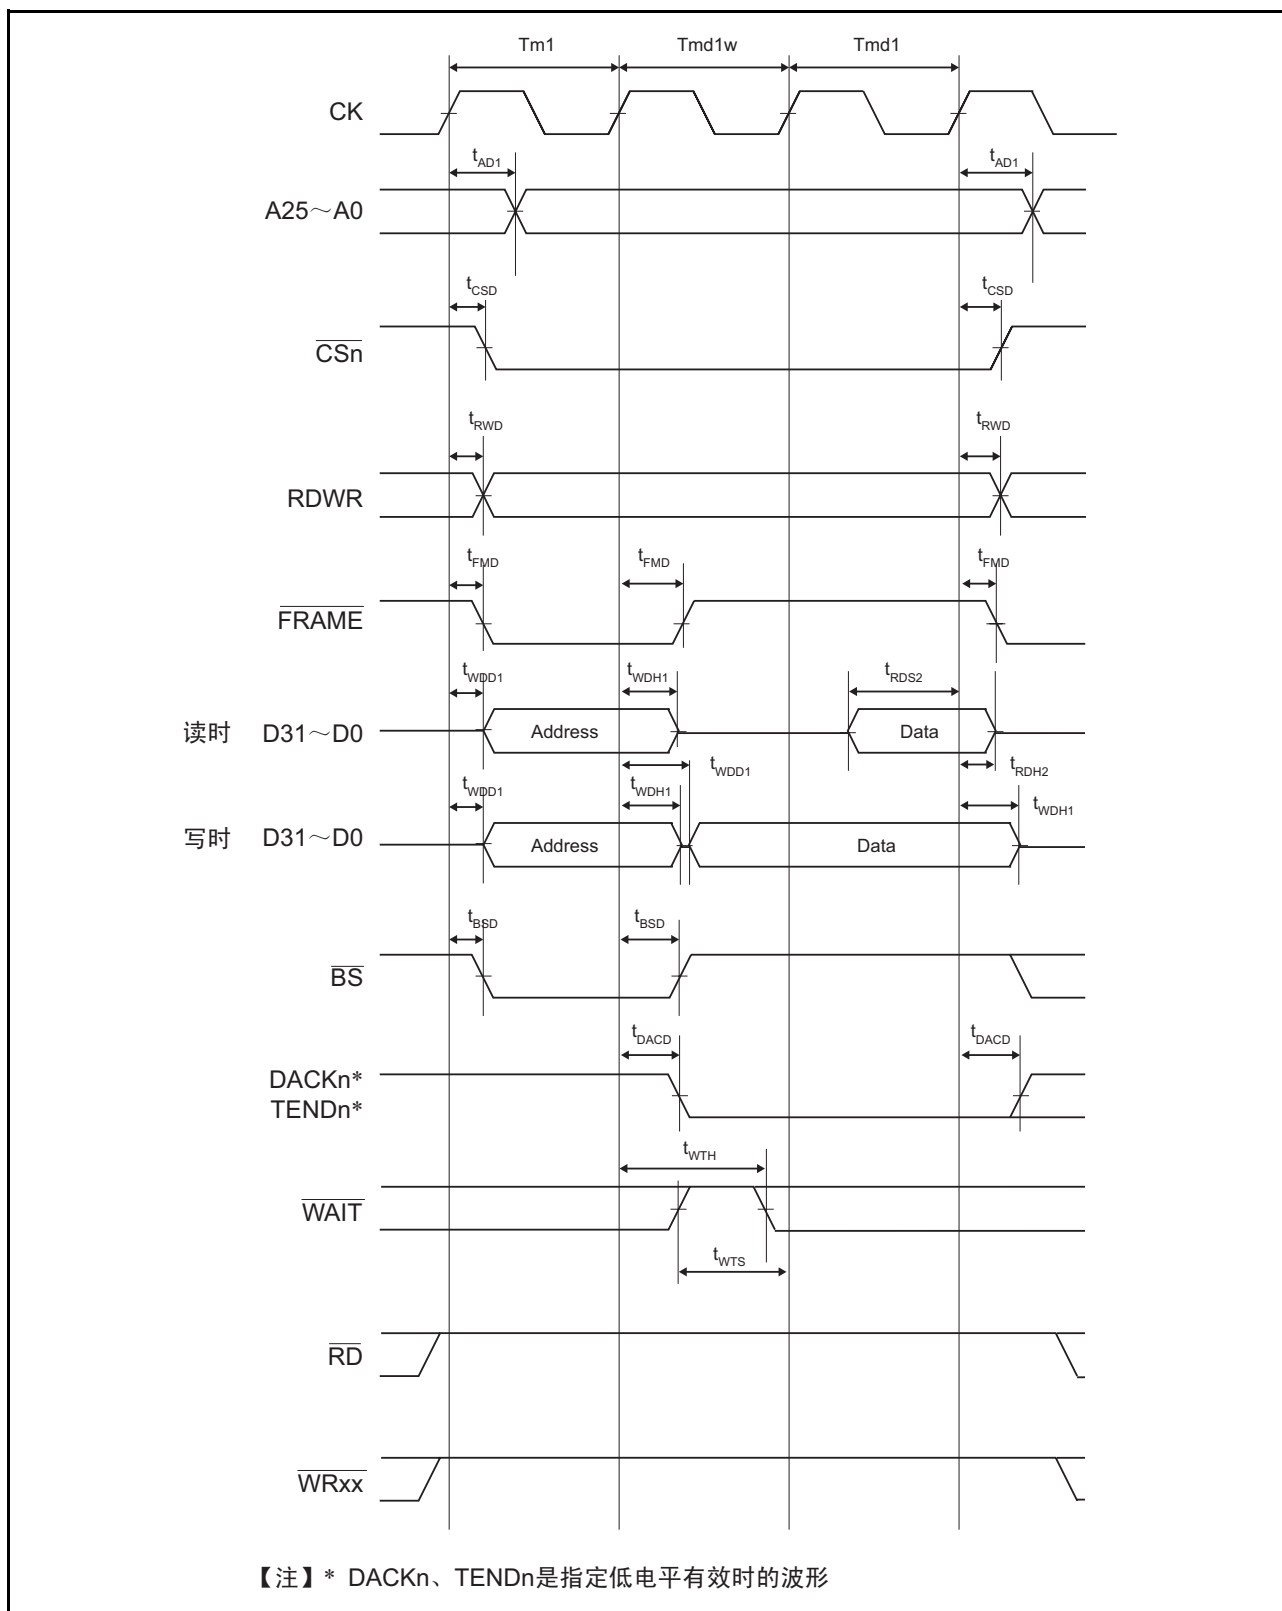 Tm1 Tmd1w Tmd1
CK
tAD1 tAD1
A25～A0
tCSD tCSD
CSn
tRWD tRWD
RDWR
tFMD tFMD tFMD
FRAME
tWDD1 tWDH1 tRDS2
读时 D31～D0 Address Data
tWDD1 tRDH2
tWDD1 tWDH1 tWDH1
写时 D31～D0 Address Data
tBSD tBSD
BS
tDACD tDACD
DACKn*
TENDn*
tWTH
WAIT
tWTS
RD
WRxx
【注】* DACKn、TENDn是指定低电平有效时的波形